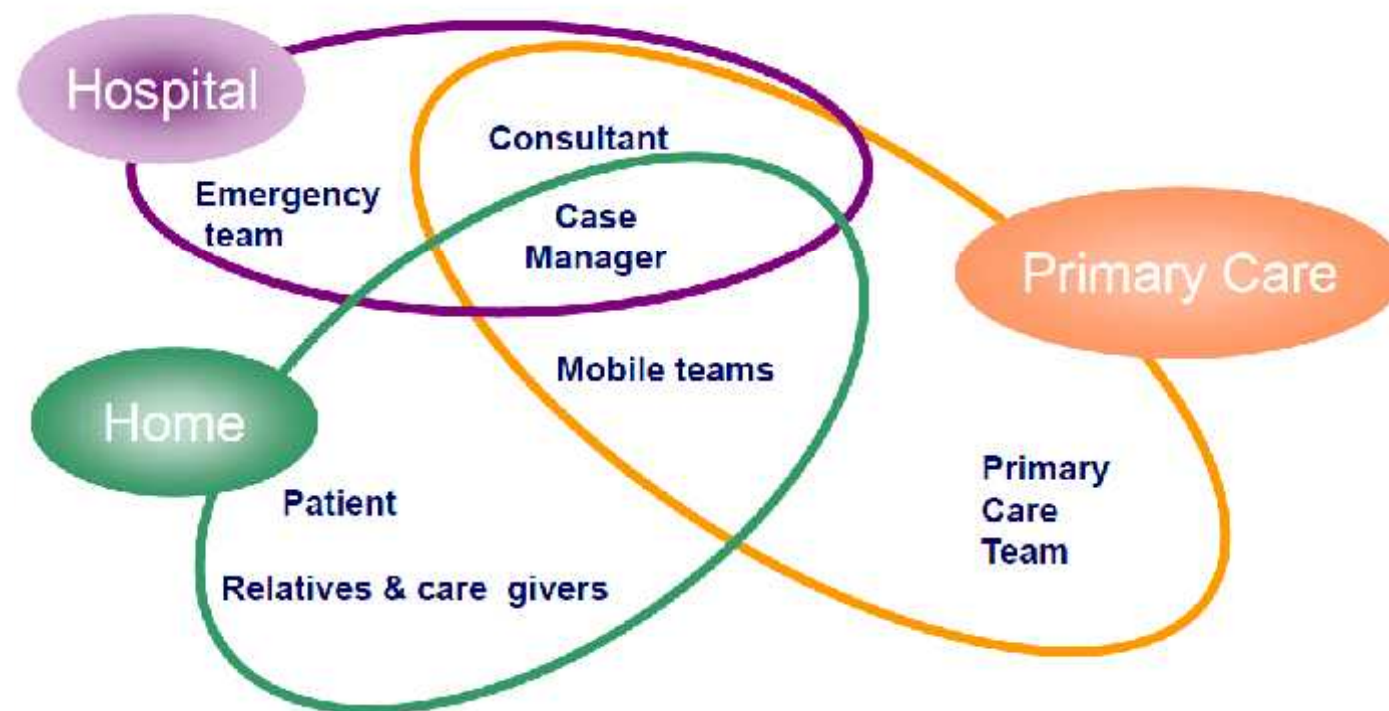 Hospital
Consultant
Emergency
team
Case
Manager
Primary Care
Mobile teams
Home
Primary
Care
Team
Patient
Relatives & care givers